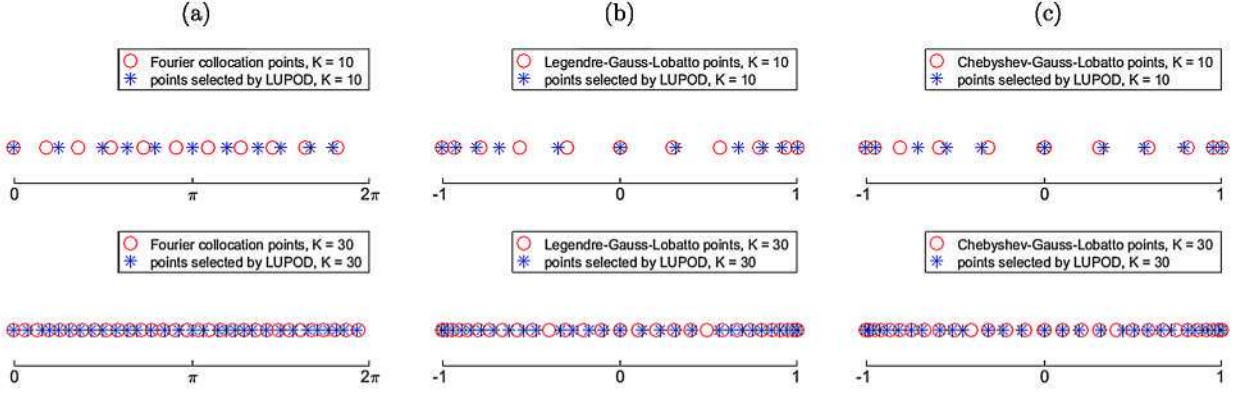 (a)
Fourier collocation points, K = 10
points selected by LUPOD, K = 10
0 π 2π
Fourier collocation points, K = 30
points selected by LUPOD, K = 30
0 π 2π
(b)
Legendre-Gauss-Lobatto points, K = 10
points selected by LUPOD, K = 10
-1 0 1
Legendre-Gauss-Lobatto points, K = 30
points selected by LUPOD, K = 30
-1 0 1
(c)
Chebyshev-Gauss-Lobatto points, K = 10
points selected by LUPOD, K = 10
-1 0 1
Chebyshev-Gauss-Lobatto points, K = 30
points selected by LUPOD, K = 30
-1 0 1